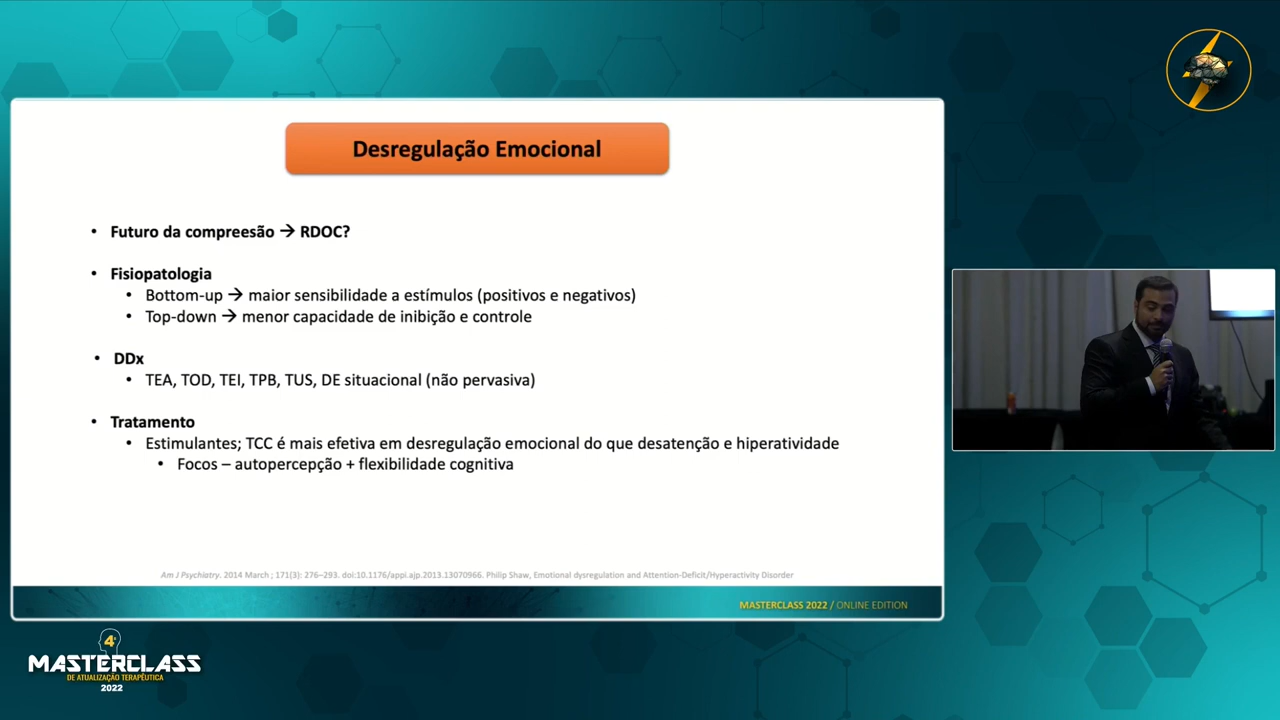 Desregulação Emocional
• Futuro da compreesão → RDOC?
• Fisiopatologia
• Bottom-up → maior sensibilidade a estímulos (positivos e negativos)
• Top-down → menor capacidade de inibição e controle
• DDx
• TEA, TOD, TEI, TPB, TUS, DE situacional (não pervasiva)
• Tratamento
• Estimulantes; TCC é mais efetiva em desregulação emocional do que desatenção e hiperatividade
• Focos – autopercepção + flexibilidade cognitiva
Am J Psychiatry. 2014 March ; 171(3): 276–293. doi:10.1176/appi.ajp.2013.13070966. Philip Shaw, Emotional dysregulation and Attention-Deficit/Hyperactivity Disorder
MASTERCLASS 2022 / ONLINE EDITION
4ª
MASTERCLASS
DE ATUALIZAÇÃO TERAPÊUTICA
2022